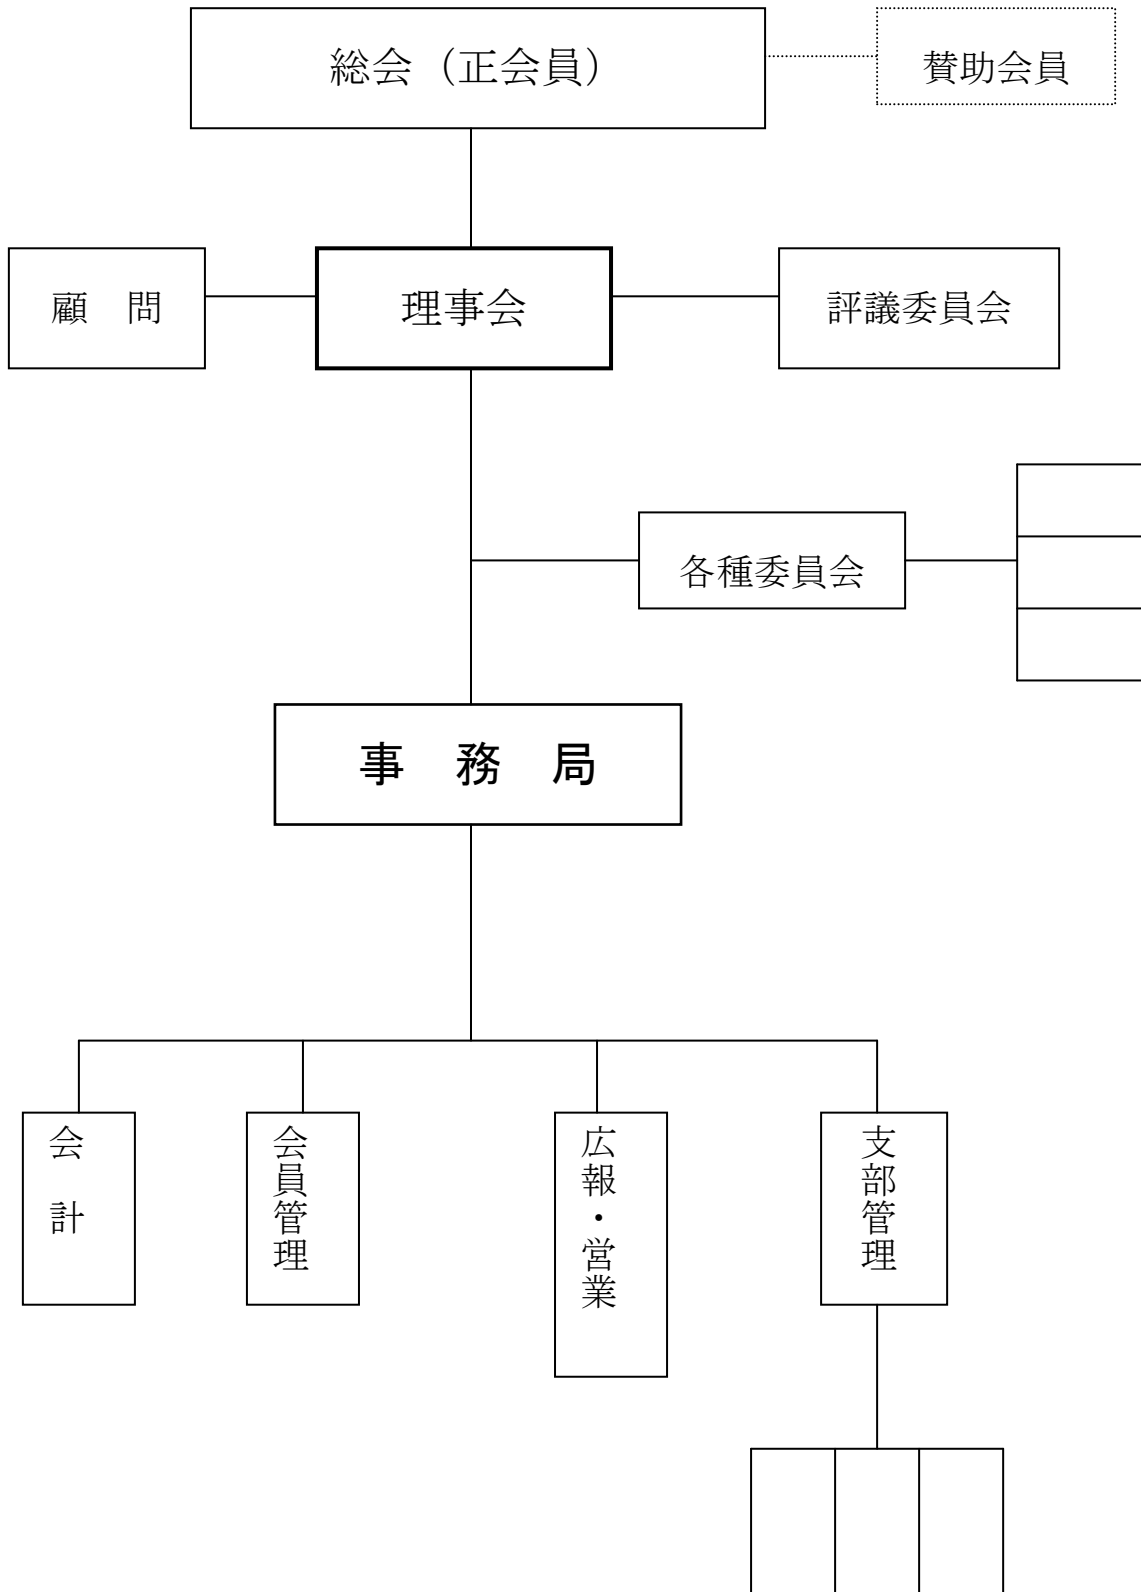 総会（正会員）
賛助会員
顧　問
理事会
評議委員会
各種委員会
事　務　局
会　計
会員管理
広報・営業
支部管理